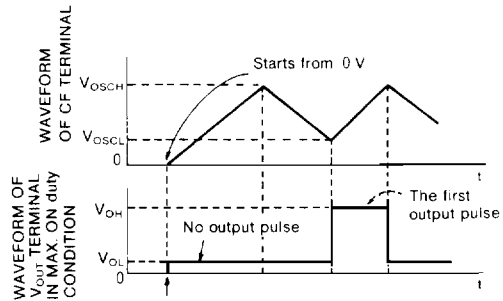 WAVEFORM
OF CF TERMINAL
Starts from 0 V
VOSCH
VOSCL
0
t
WAVEFORM OF
VOUT TERMINAL
IN MAX. ON duty
CONDITION
VOH
No output pulse
The first
output pulse
VOL
0
t